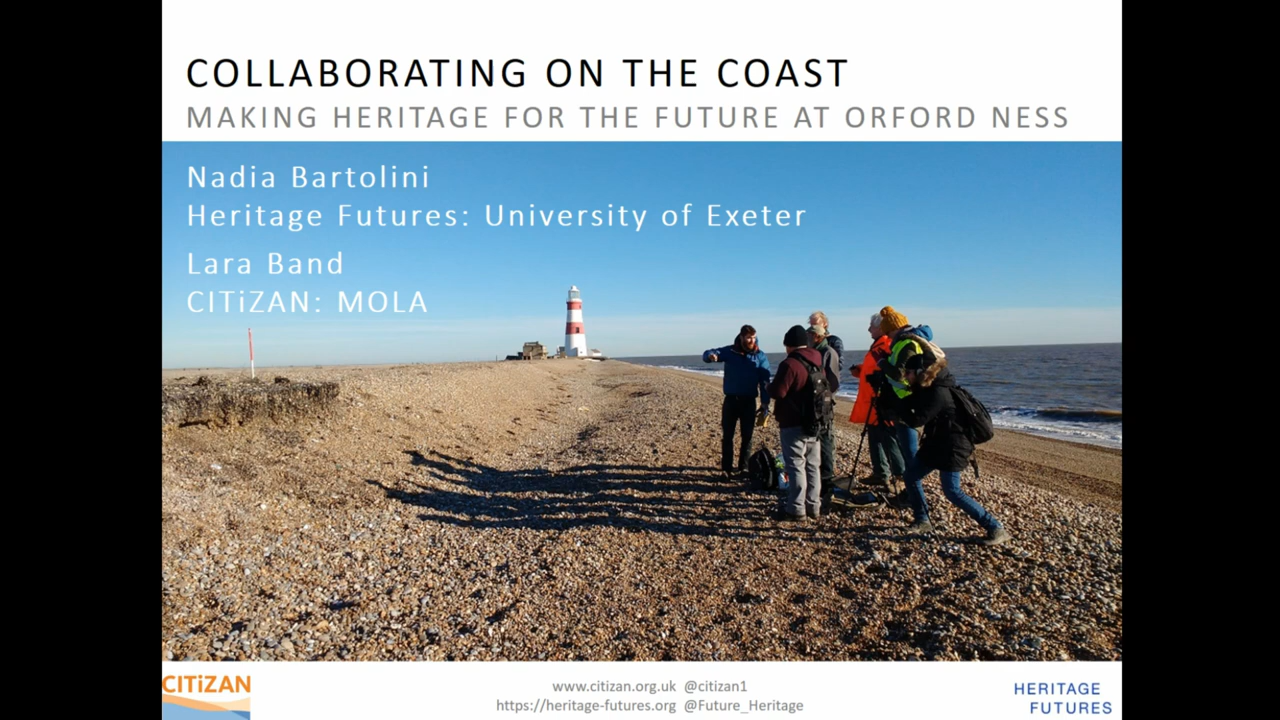 COLLABORATING ON THE COAST
MAKING HERITAGE FOR THE FUTURE AT ORFORD NESS
Nadia Bartolini
Heritage Futures: University of Exeter
Lara Band
CITiZAN: MOLA
CITiZAN
www.citizan.org.uk @citizan1
https://heritage-futures.org @Future_Heritage
HERITAGE
FUTURES